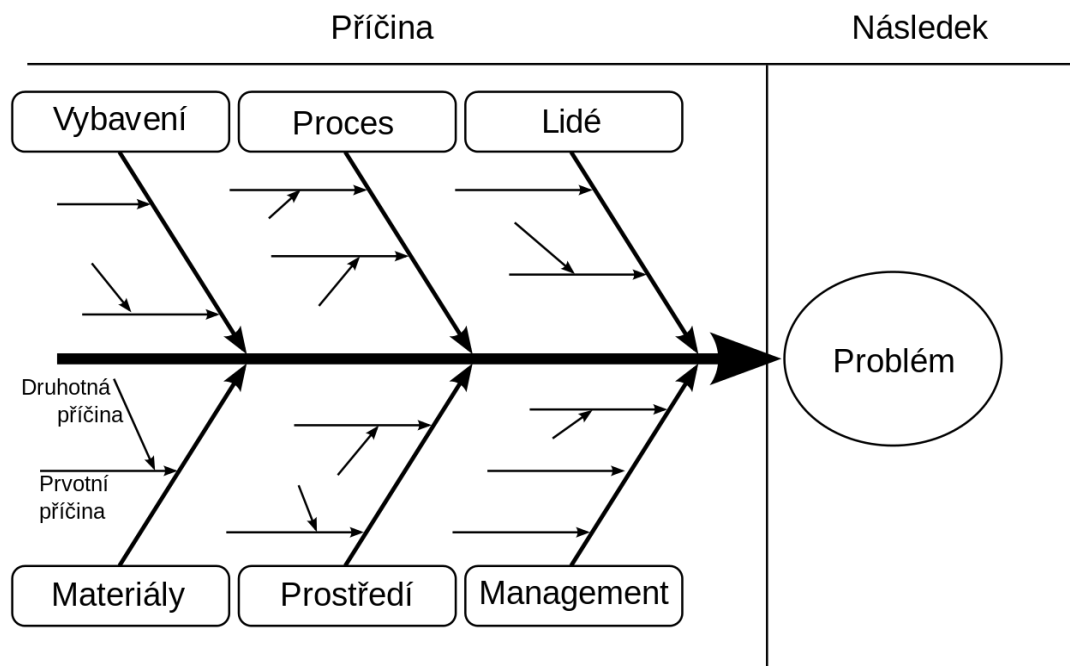 Příčina
Následek
Vybavení
Proces
Lidé
Problém
Druhotná
příčina
Prvotní
příčina
Materiály
Prostředí
Management